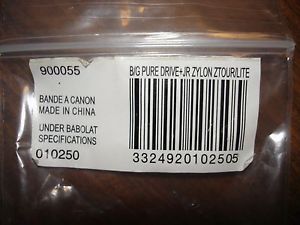 900055
BANDE A CANON
MADE IN CHINA
UNDER BABOLAT
SPECIFICATIONS
010250
B/G PURE DRIVE+JR ZYLON ZTOUR/LITE
3324920102505